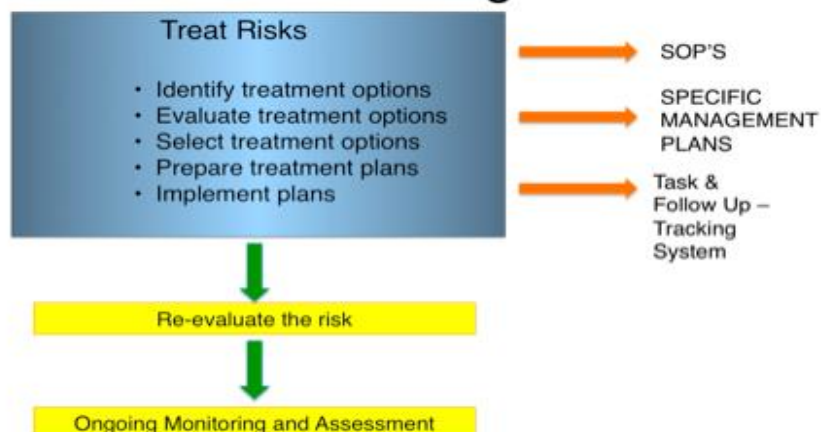 Treat Risks
• Identify treatment options
• Evaluate treatment options
• Select treatment options
• Prepare treatment plans
• Implement plans
SOP'S
SPECIFIC
MANAGEMENT
PLANS
Task &
Follow Up –
Tracking
System
Re-evaluate the risk
Ongoing Monitoring and Assessment